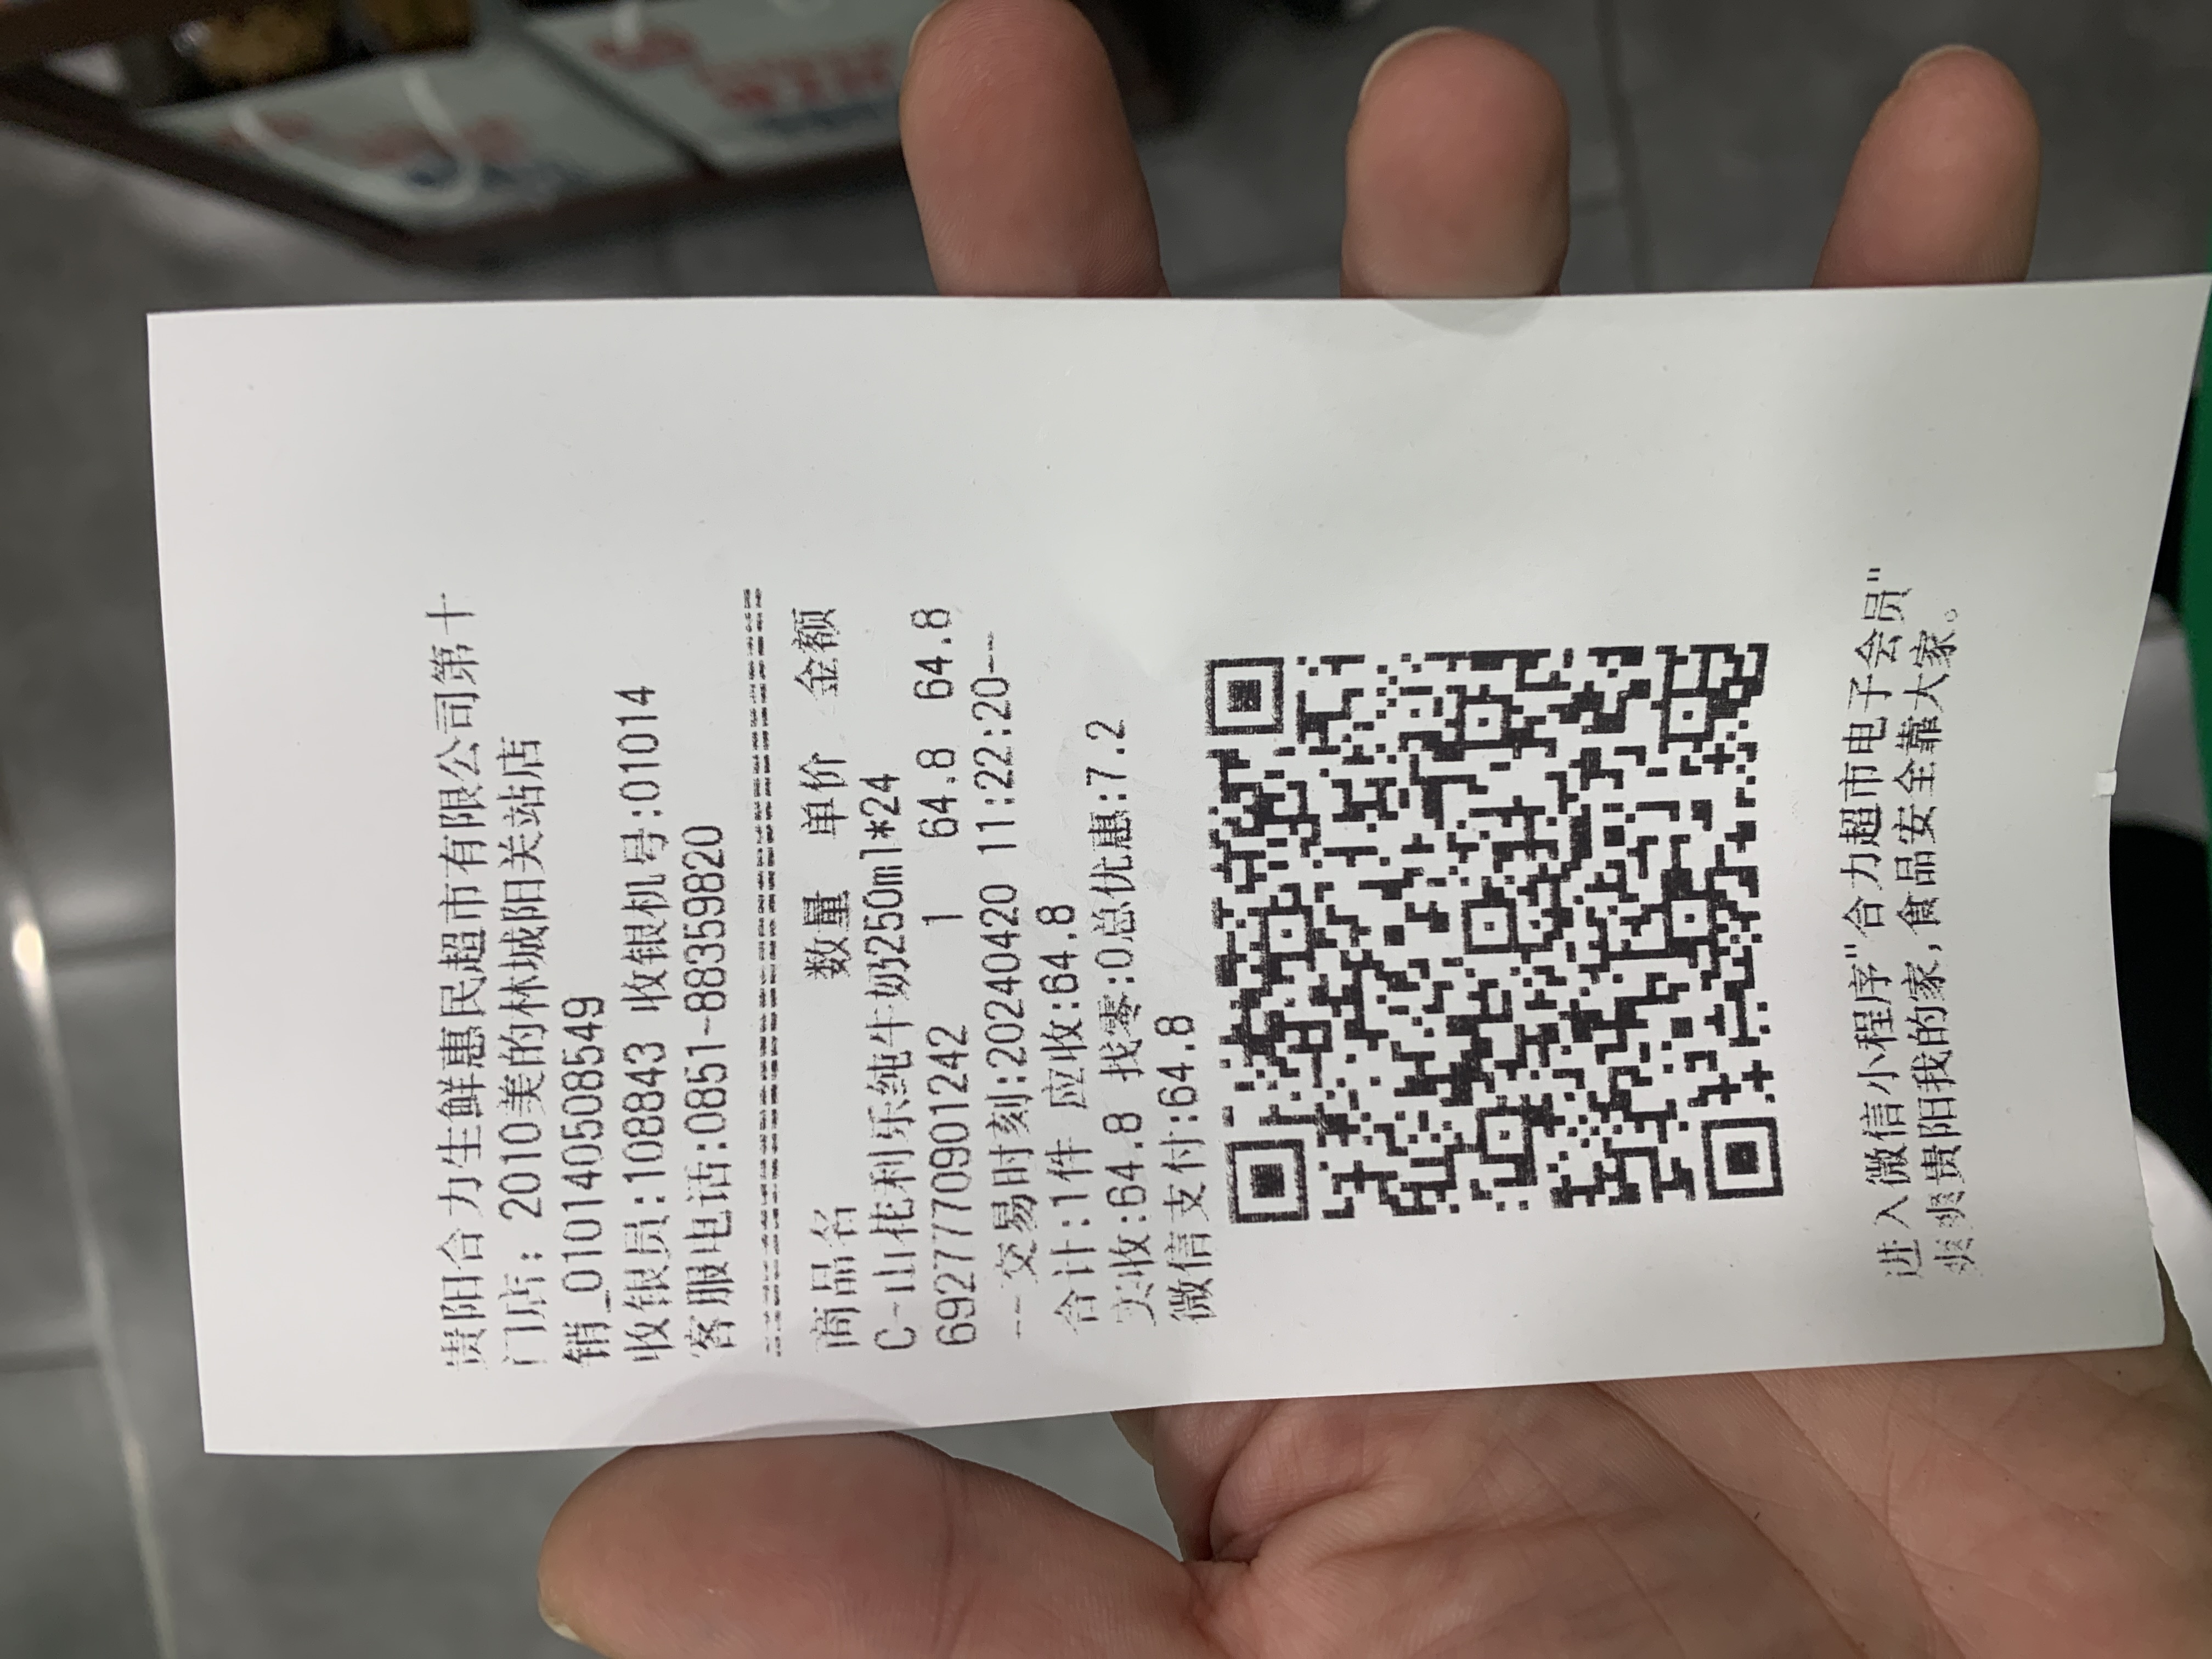 贵阳合力生鲜惠民超市有限公司第十
门店: 2010美的林城阳关站店
销_010140508549
收银员:108843 收银机号:01014
客服电话:0851-88359820
商品名 数量 单价 金额
C-山花利乐纯牛奶250ml*24
6927770901242 1 64.8 64.8
---交易时刻:20240420 11:22:20---
合计:1件 应收:64.8
实收:64.8 找零:0总优惠:7.2
微信支付:64.8
进入微信小程序"合力超市电子会员"
爽爽贵阳我的家,食品安全靠大家。